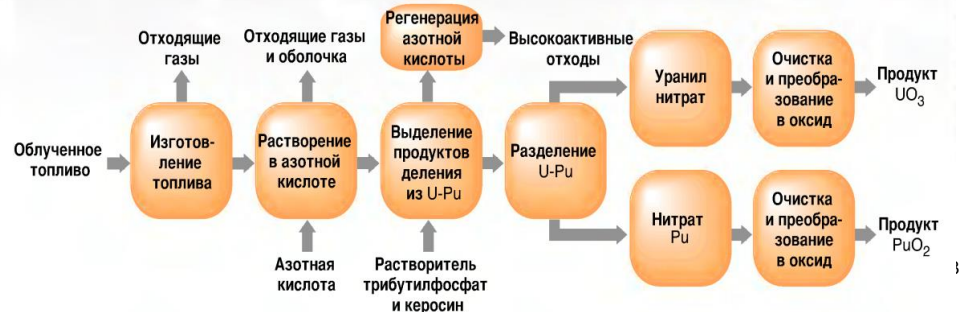 Отходящие
газы
Отходящие газы
и оболочка
Регенерация
азотной
кислоты
Высокоактивные
отходы
Облученное
топливо
Изготов-
ление
топлива
Растворение
в азотной
кислоте
Выделение
продуктов
деления
из U-Pu
Разделение
U-Pu
Уранил
нитрат
Очистка
и преобра-
зование
в оксид
Продукт
UO₃
Нитрат
Pu
Очистка
и преобра-
зование
в оксид
Продукт
PuO₂
Азотная
кислота
Растворитель
трибутилфосфат
и керосин